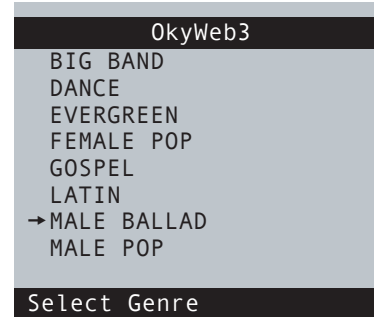 OkyWeb3
BIG BAND
DANCE
EVERGREEN
FEMALE POP
GOSPEL
LATIN
→MALE BALLAD
MALE POP
Select Genre